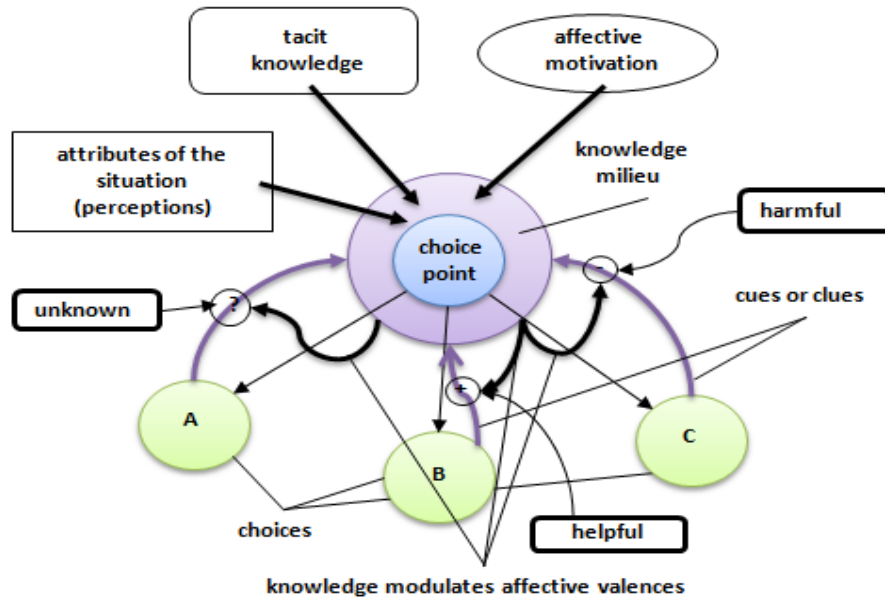 tacit
knowledge
affective
motivation
attributes of the
situation
(perceptions)
knowledge
milieu
harmful
choice
point
unknown
?
-
cues or clues
+
A
B
C
choices
helpful
knowledge modulates affective valences